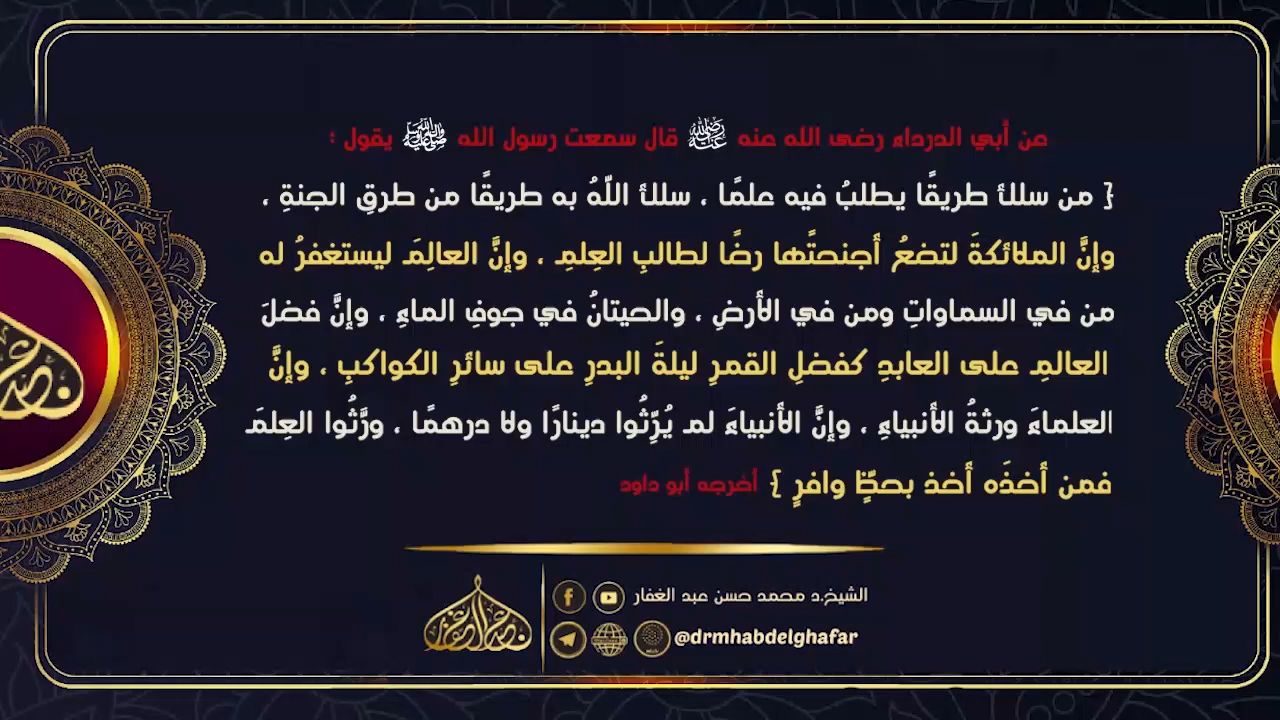 عن أبي الدرداء رضى الله عنه ﵁ قال سمعت رسول الله ﷺ يقول :
{ من سلك طريقًا يطلبُ فيه علمًا ، سلك اللّهُ به طريقًا من طرقِ الجنةِ ،
وإنَّ الملائكةَ لتضعُ أجنحتَها رضًا لطالبِ العِلمِ ، وإنَّ العالِمَ ليستغفرُ له
من في السماواتِ ومن في الأرضِ ، والحيتانُ في جوفِ الماءِ ، وإنَّ فضلَ
العالمِ على العابدِ كفضلِ القمرِ ليلةَ البدرِ على سائرِ الكواكبِ ، وإنَّ
العلماءَ ورثةُ الأنبياءِ ، وإنَّ الأنبياءَ لم يُرِّثُوا دينارًا ولا درهمًا ، ورَّثُوا العِلمَ
فمن أخذَه أخذ بحظٍّ وافرٍ } أخرجه أبو داود
الشيخ.د محمد حسن عبد الغفار
@drmhabdelghafar